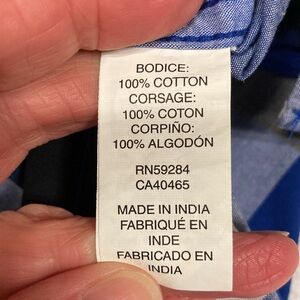 BODICE:
100% COTTON
CORSAGE:
100% COTON
CORPIÑO:
100% ALGODÓN
RN59284
CA40465
MADE IN INDIA
FABRIQUÉ EN
INDE
FABRICADO EN
INDIA